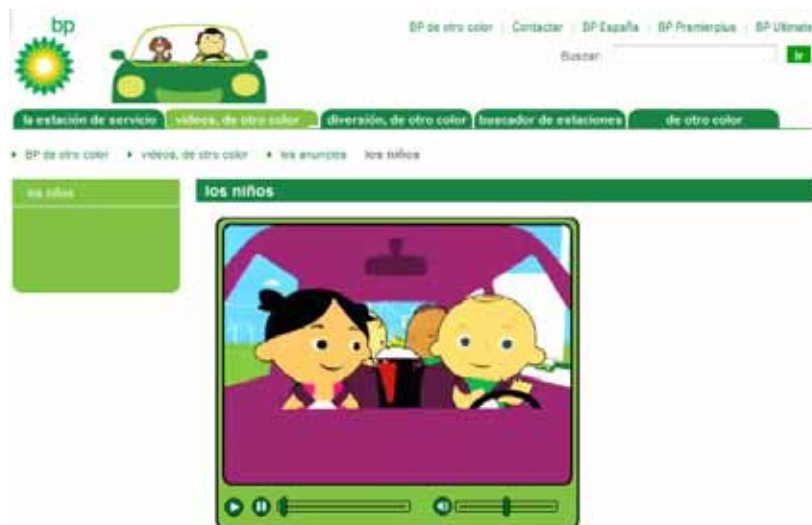 bp
BP de otro color Contactar BP España BP Premierplus BP Ultimate
Buscar: Ir
la estación de servicio videos, de otro color diversión, de otro color buscador de estaciones de otro color
BP de otro color videos, de otro color los anuncios los niños
los niños
los niños